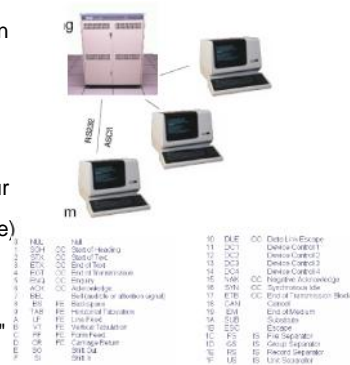 n
g
RS232
ASCII
ur
m
e)
"
0 NUL Null
1 SOH CC Start of Heading
2 STX CC Start of Text
3 ETX CC End of Text
4 EOT CC End of Transmission
5 ENQ CC Enquiry
6 ACK CC Acknowledge
7 BEL Bell (audible or attention signal)
8 BS FE Backspace
9 TAB FE Horizontal Tabulation
A LF FE Line Feed
B VT FE Vertical Tabulation
C FF FE Form Feed
D CR FE Carriage Return
E SO Shift Out
F SI Shift In
10 DLE CC Data Link Escape
11 DC1 Device Control 1
12 DC2 Device Control 2
13 DC3 Device Control 3
14 DC4 Device Control 4
15 NAK CC Negative Acknowledge
16 SYN CC Synchronous Idle
17 ETB CC End of Transmission Block
18 CAN Cancel
19 EM End of Medium
1A SUB Substitute
1B ESC Escape
1C FS IS File Separator
1D GS IS Group Separator
1E RS IS Record Separator
1F US IS Unit Separator